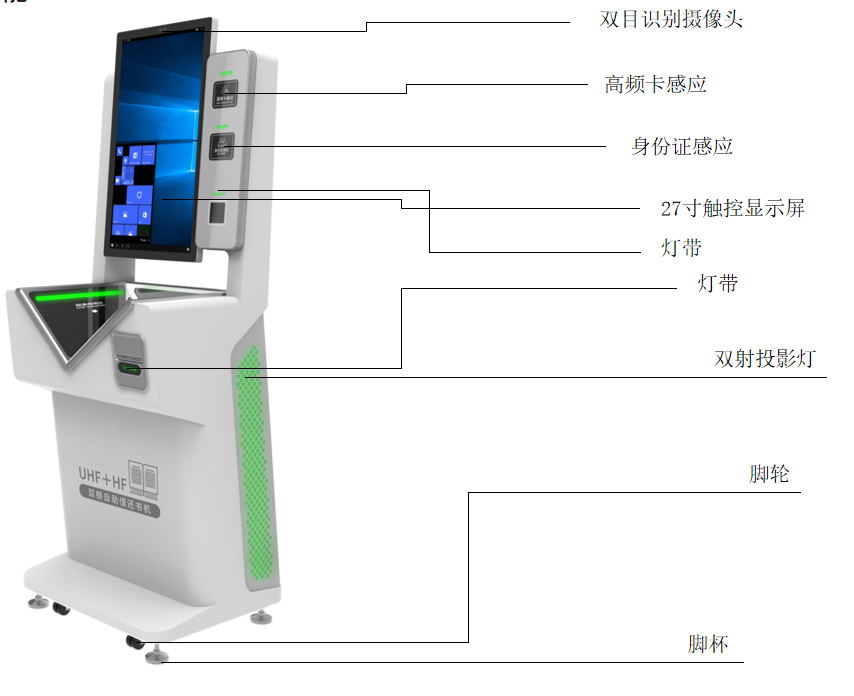 双目识别摄像头
高频卡感应
身份证感应
27寸触控显示屏
灯带
灯带
双射投影灯
脚轮
脚杯
UHF+HF
双频自助借还书机